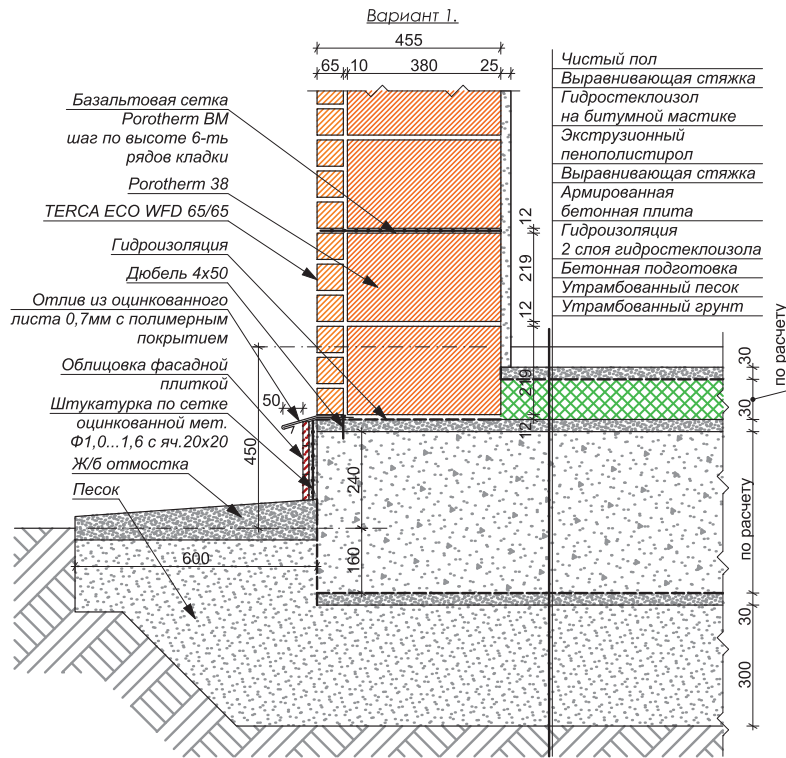 Вариант 1.
455
65 10 380 25
Базальтовая сетка
Porotherm BM
шаг по высоте 6-ть
рядов кладки
Porotherm 38
TERCA ECO WFD 65/65
Гидроизоляция
Дюбель 4х50
Отлив из оцинкованного
листа 0,7мм с полимерным
покрытием
Облицовка фасадной
плиткой
Штукатурка по сетке
оцинкованной мет.
Ф1,0...1,6 с яч.20х20
Ж/б отмостка
Песок
Чистый пол
Выравнивающая стяжка
Гидростеклоизол
на битумной мастике
Экструзионный
пенополистирол
Выравнивающая стяжка
Армированная
бетонная плита
Гидроизоляция
2 слоя гидростеклоизола
Бетонная подготовка
Утрамбованный песок
Утрамбованный грунт
12
219
12
219
12
50
450
240
160
600
30
30
по расчету
по расчету
30
300